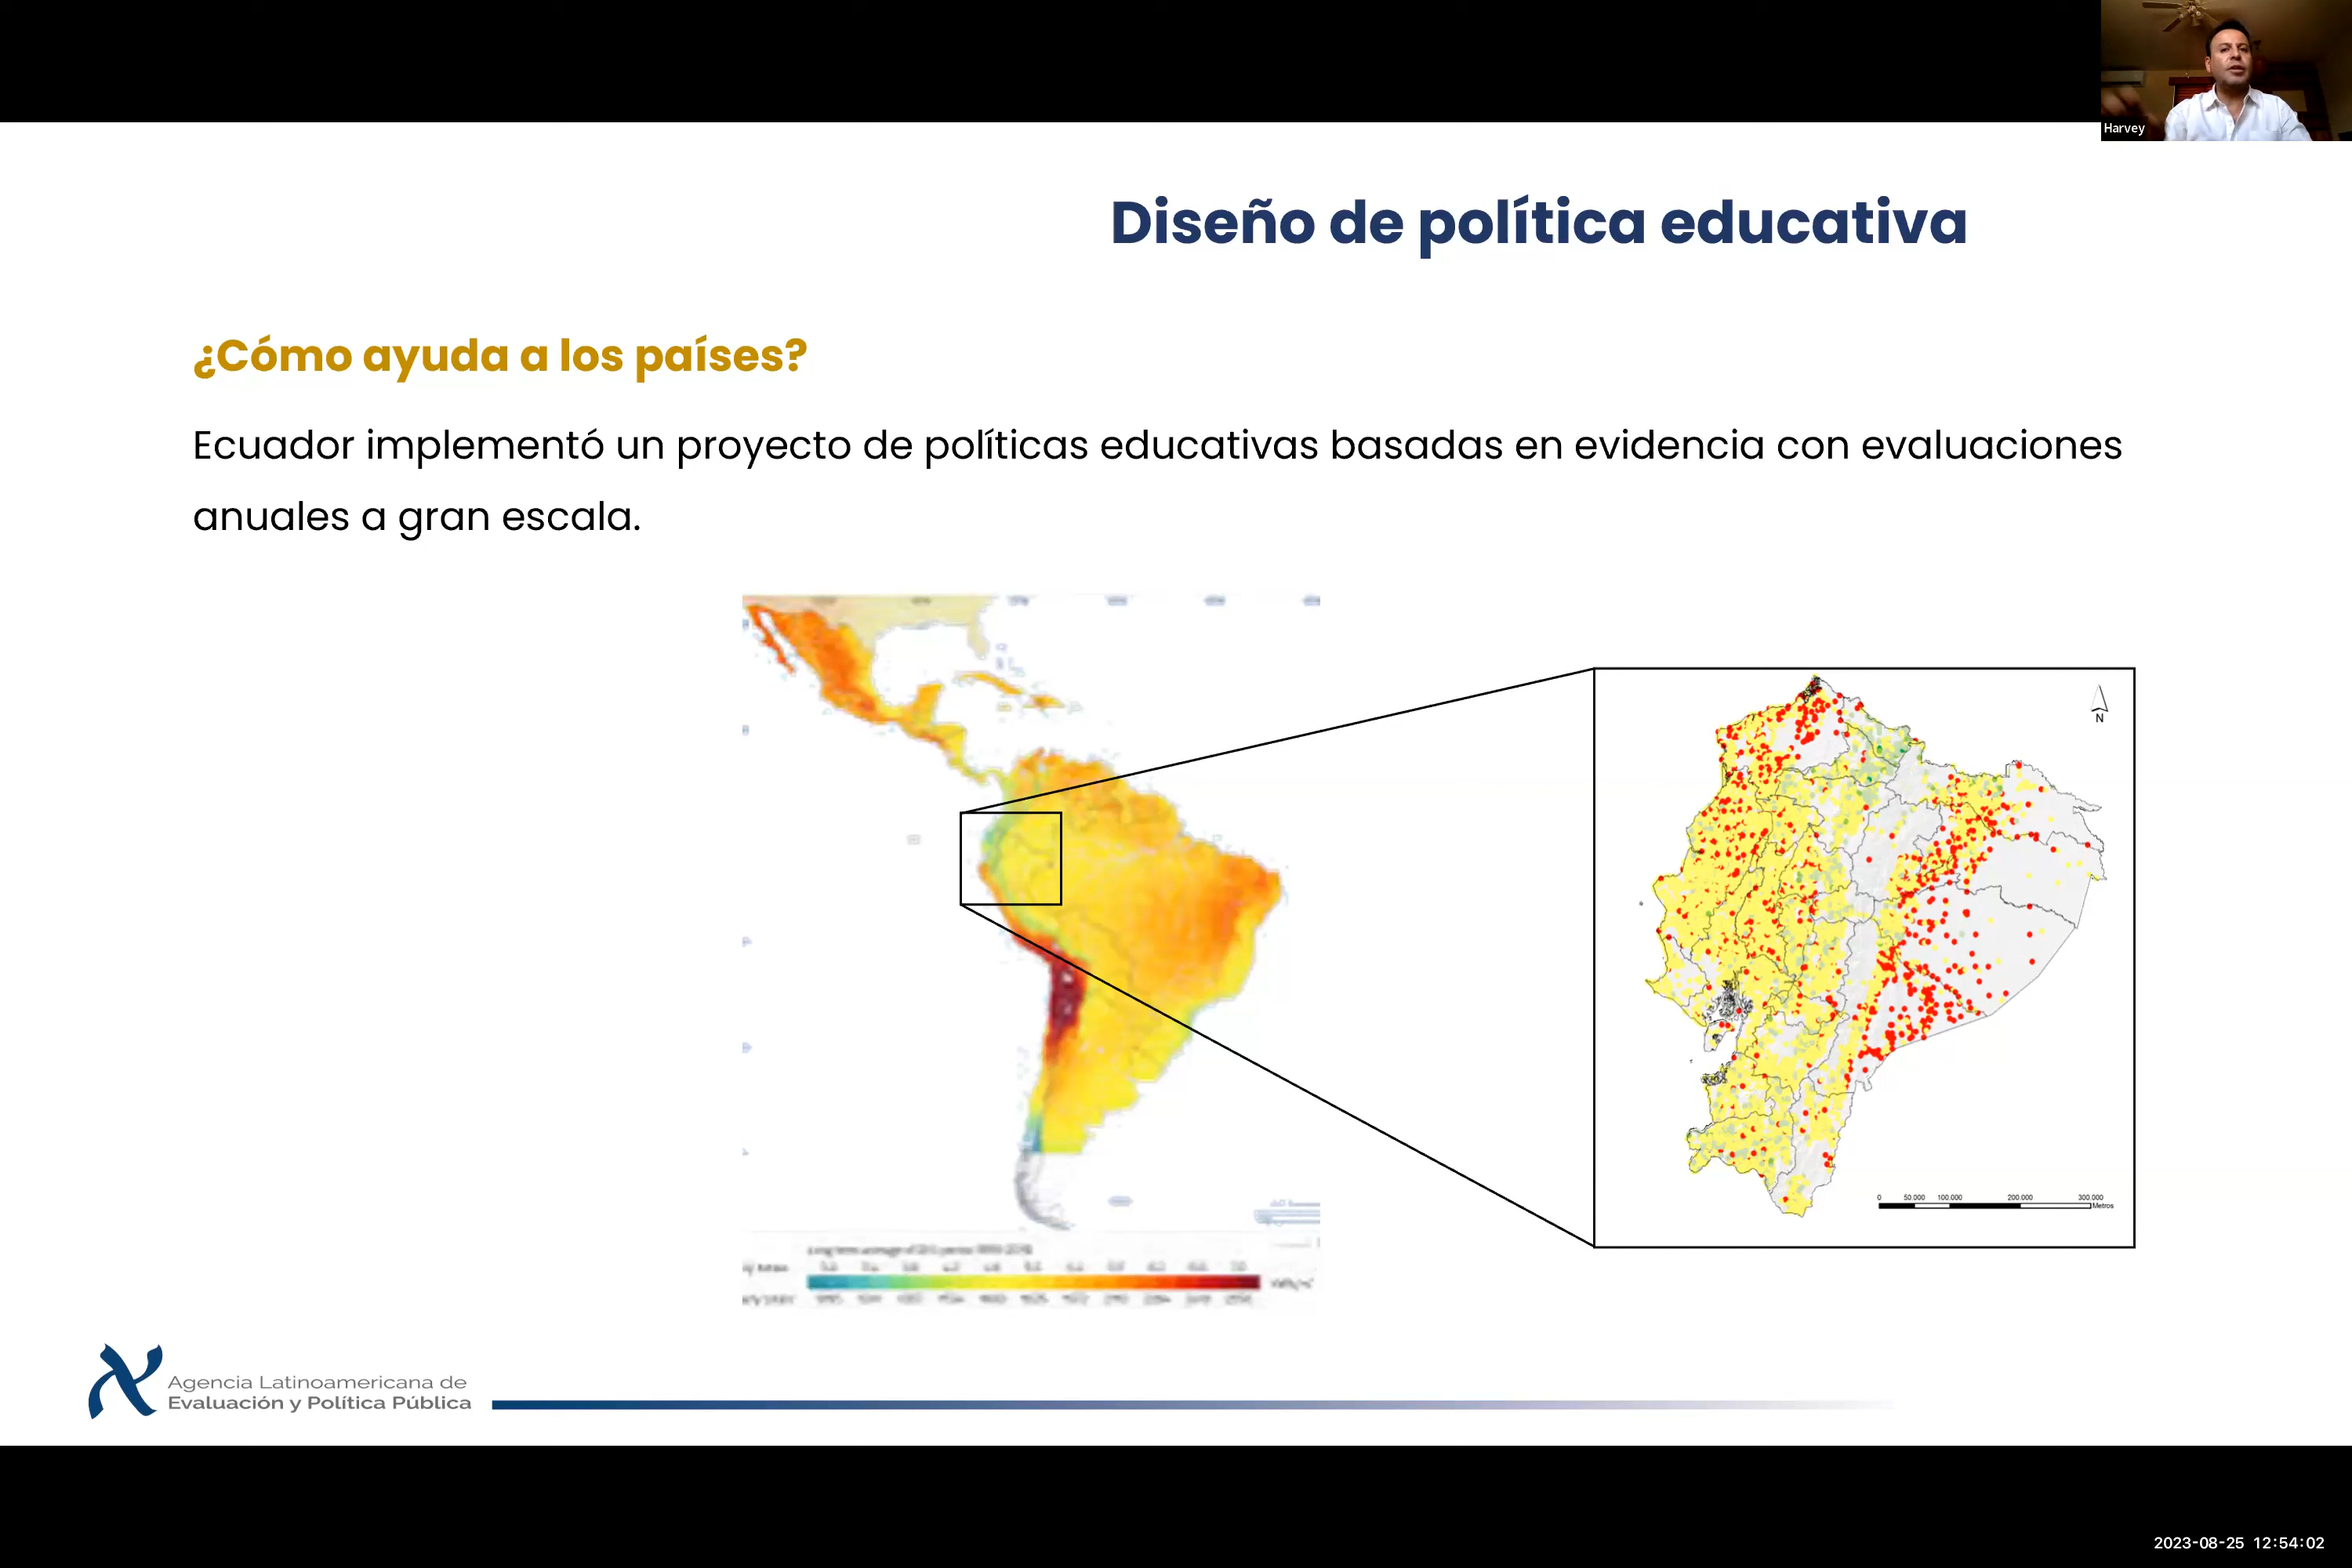 Harvey
Diseño de política educativa
¿Cómo ayuda a los países?
Ecuador implementó un proyecto de políticas educativas basadas en evidencia con evaluaciones
anuales a gran escala.
N
0 50.000 100.000 200.000 300.000
Metros
Agencia Latinoamericana de
Evaluación y Política Pública
2023-08-25 12:54:02